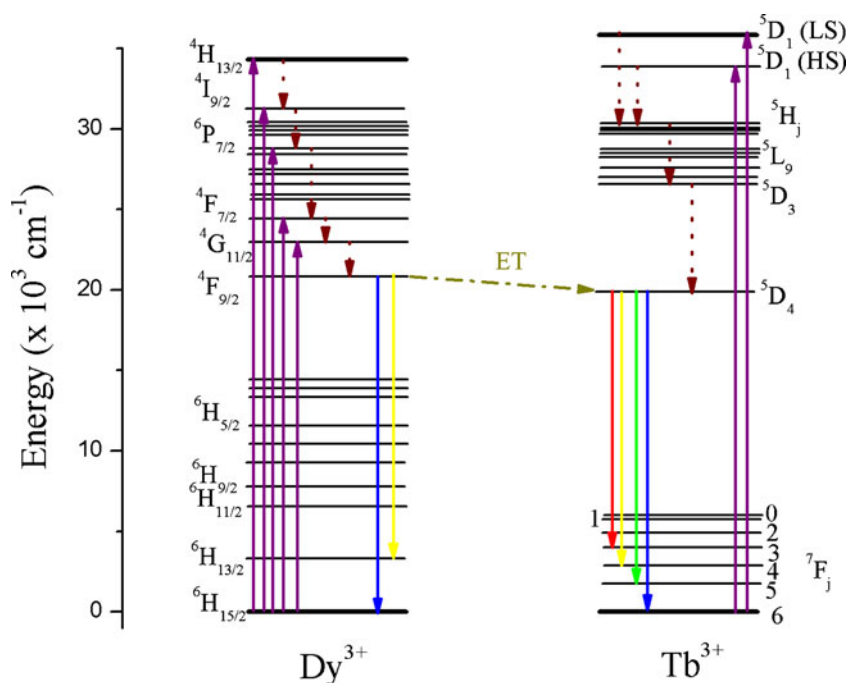 Energy (x 10³ cm⁻¹)
30
20
10
0
⁴H₁₃/₂
⁴I₉/₂
⁶P₇/₂
⁴F₇/₂
⁴G₁₁/₂
⁴F₉/₂
⁶H₅/₂
⁶H₉/₂
⁶H₁₁/₂
⁶H₁₃/₂
⁶H₁₅/₂
Dy³⁺
ET
⁵D₁ (LS)
⁵D₁ (HS)
⁵Hⱼ
⁵L₉
⁵D₃
⁵D₄
0
1
2
3
4
5
6
⁷Fⱼ
Tb³⁺